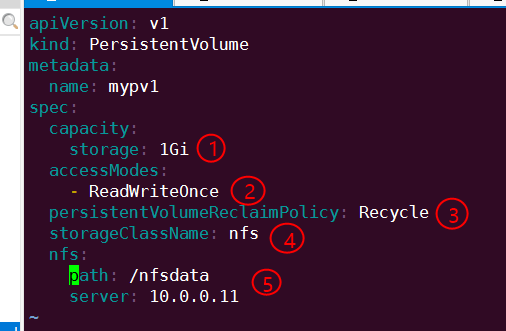 apiVersion: v1
kind: PersistentVolume
metadata:
  name: mypv1
spec:
  capacity:
    storage: 1Gi 1
  accessModes:
    - ReadWriteOnce 2
  persistentVolumeReclaimPolicy: Recycle 3
  storageClassName: nfs 4
  nfs:
    path: /nfsdata 5
    server: 10.0.0.11
~